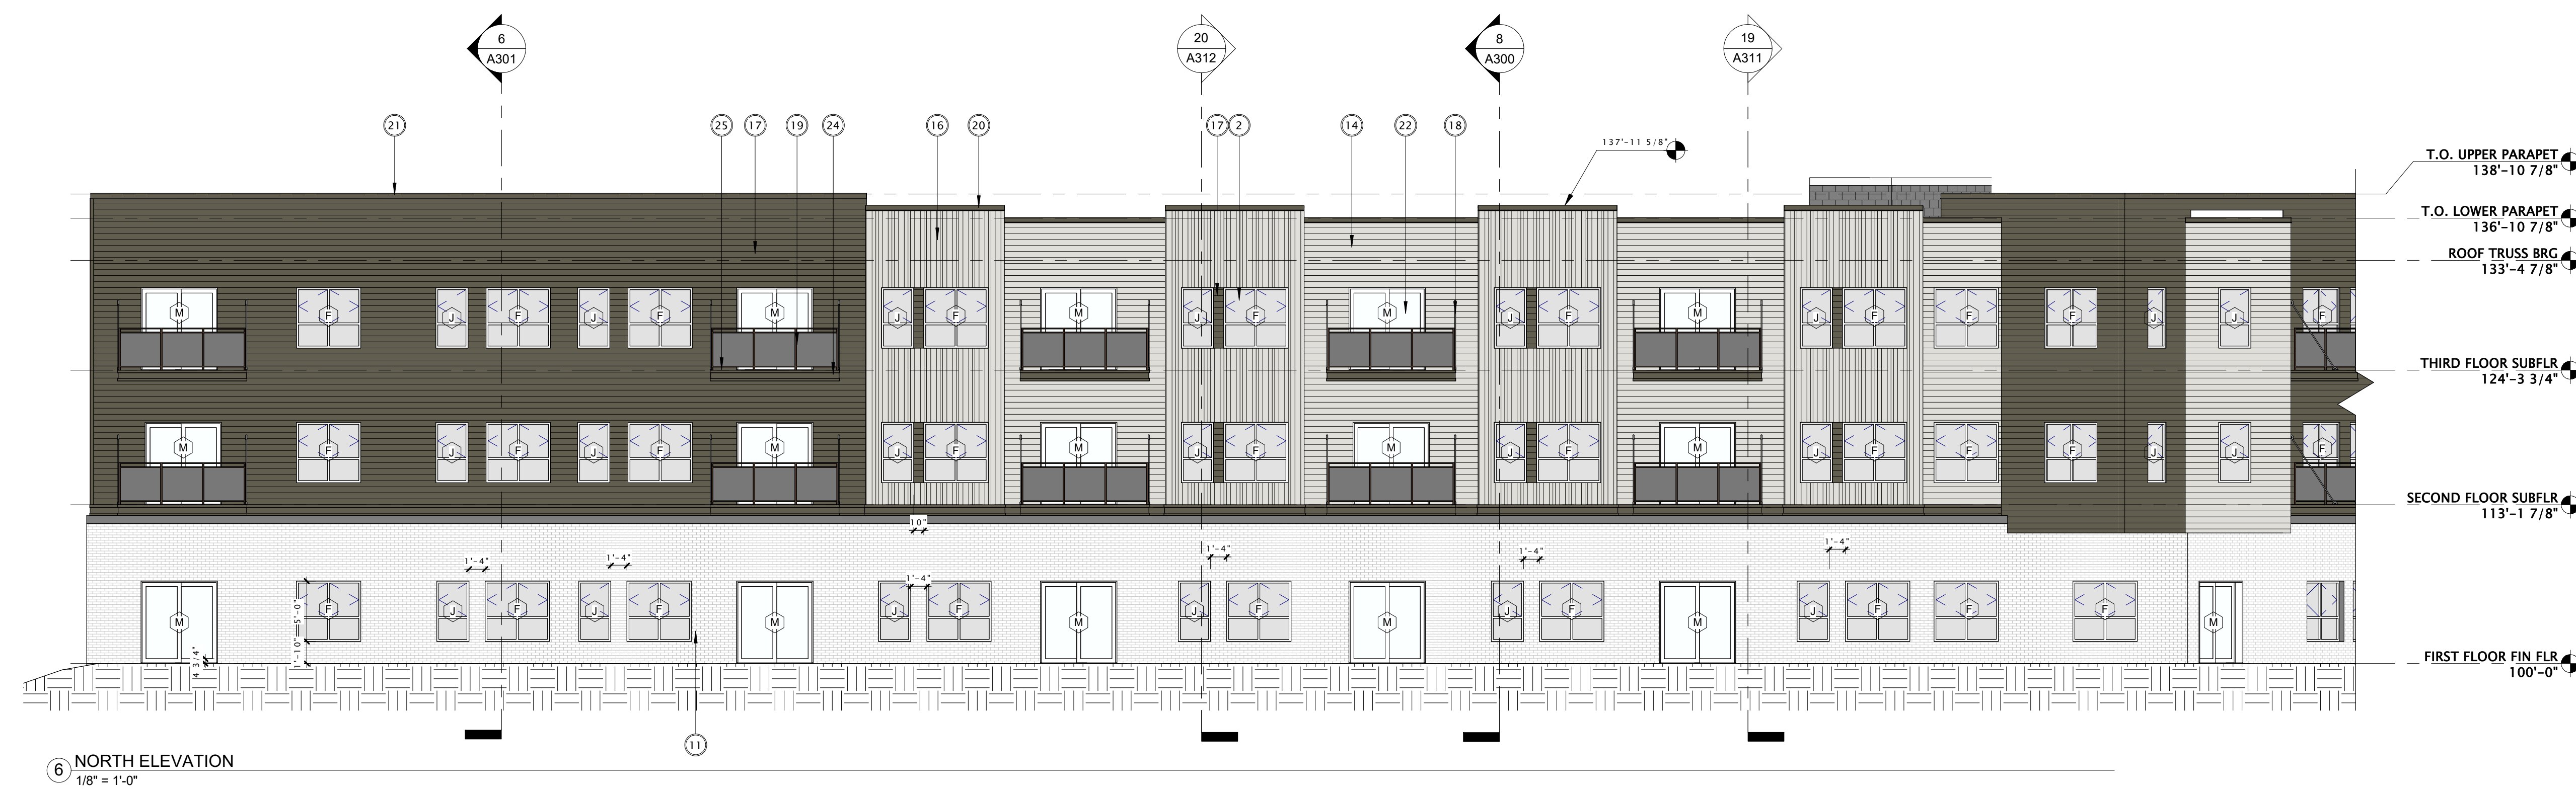 6
A301
20
A312
8
A300
19
A311
21
25
17
19
24
16
20
17
2
14
22
18
137'-11 5/8"
T.O. UPPER PARAPET
138'-10 7/8"
T.O. LOWER PARAPET
136'-10 7/8"
ROOF TRUSS BRG
133'-4 7/8"
M F J F J F M J F M J F M J F M J F F F J J F
THIRD FLOOR SUBFLR
124'-3 3/4"
M F J F J F M J F M J F M J F M J F F F J J F
SECOND FLOOR SUBFLR
113'-1 7/8"
10"
1'-4"
1'-4"
1'-4"
1'-4"
1'-4"
1'-4"
M F J F J F M J F M J F M J F M J F F F M
5'-0"
1'-10"
4 3/4"
FIRST FLOOR FIN FLR
100'-0"
11
6 NORTH ELEVATION
1/8" = 1'-0"